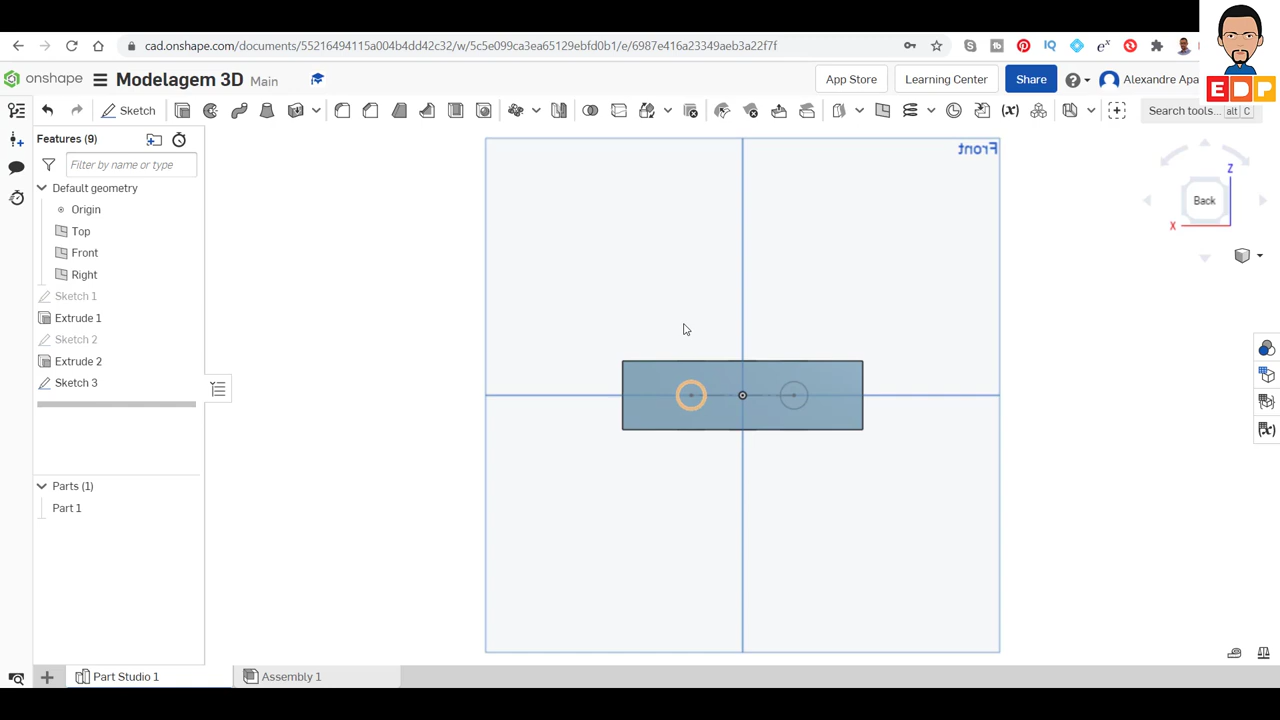 cad.onshape.com/documents/55216494115a004b4dd42c32/w/5c5e099ca3ea65129ebfd0b1/e/6987e416a23349aeb3a22f7f
IQ
EDP
onshape
Modelagem 3D
Main
App Store
Learning Center
Share
Alexandre Apa
Sketch
Search tools...
alt
C
Features (9)
Filter by name or type
Default geometry
Origin
Top
Front
Right
Sketch 1
Extrude 1
Sketch 2
Extrude 2
Sketch 3
Parts (1)
Part 1
Front
Z
Back
X
Part Studio 1
Assembly 1